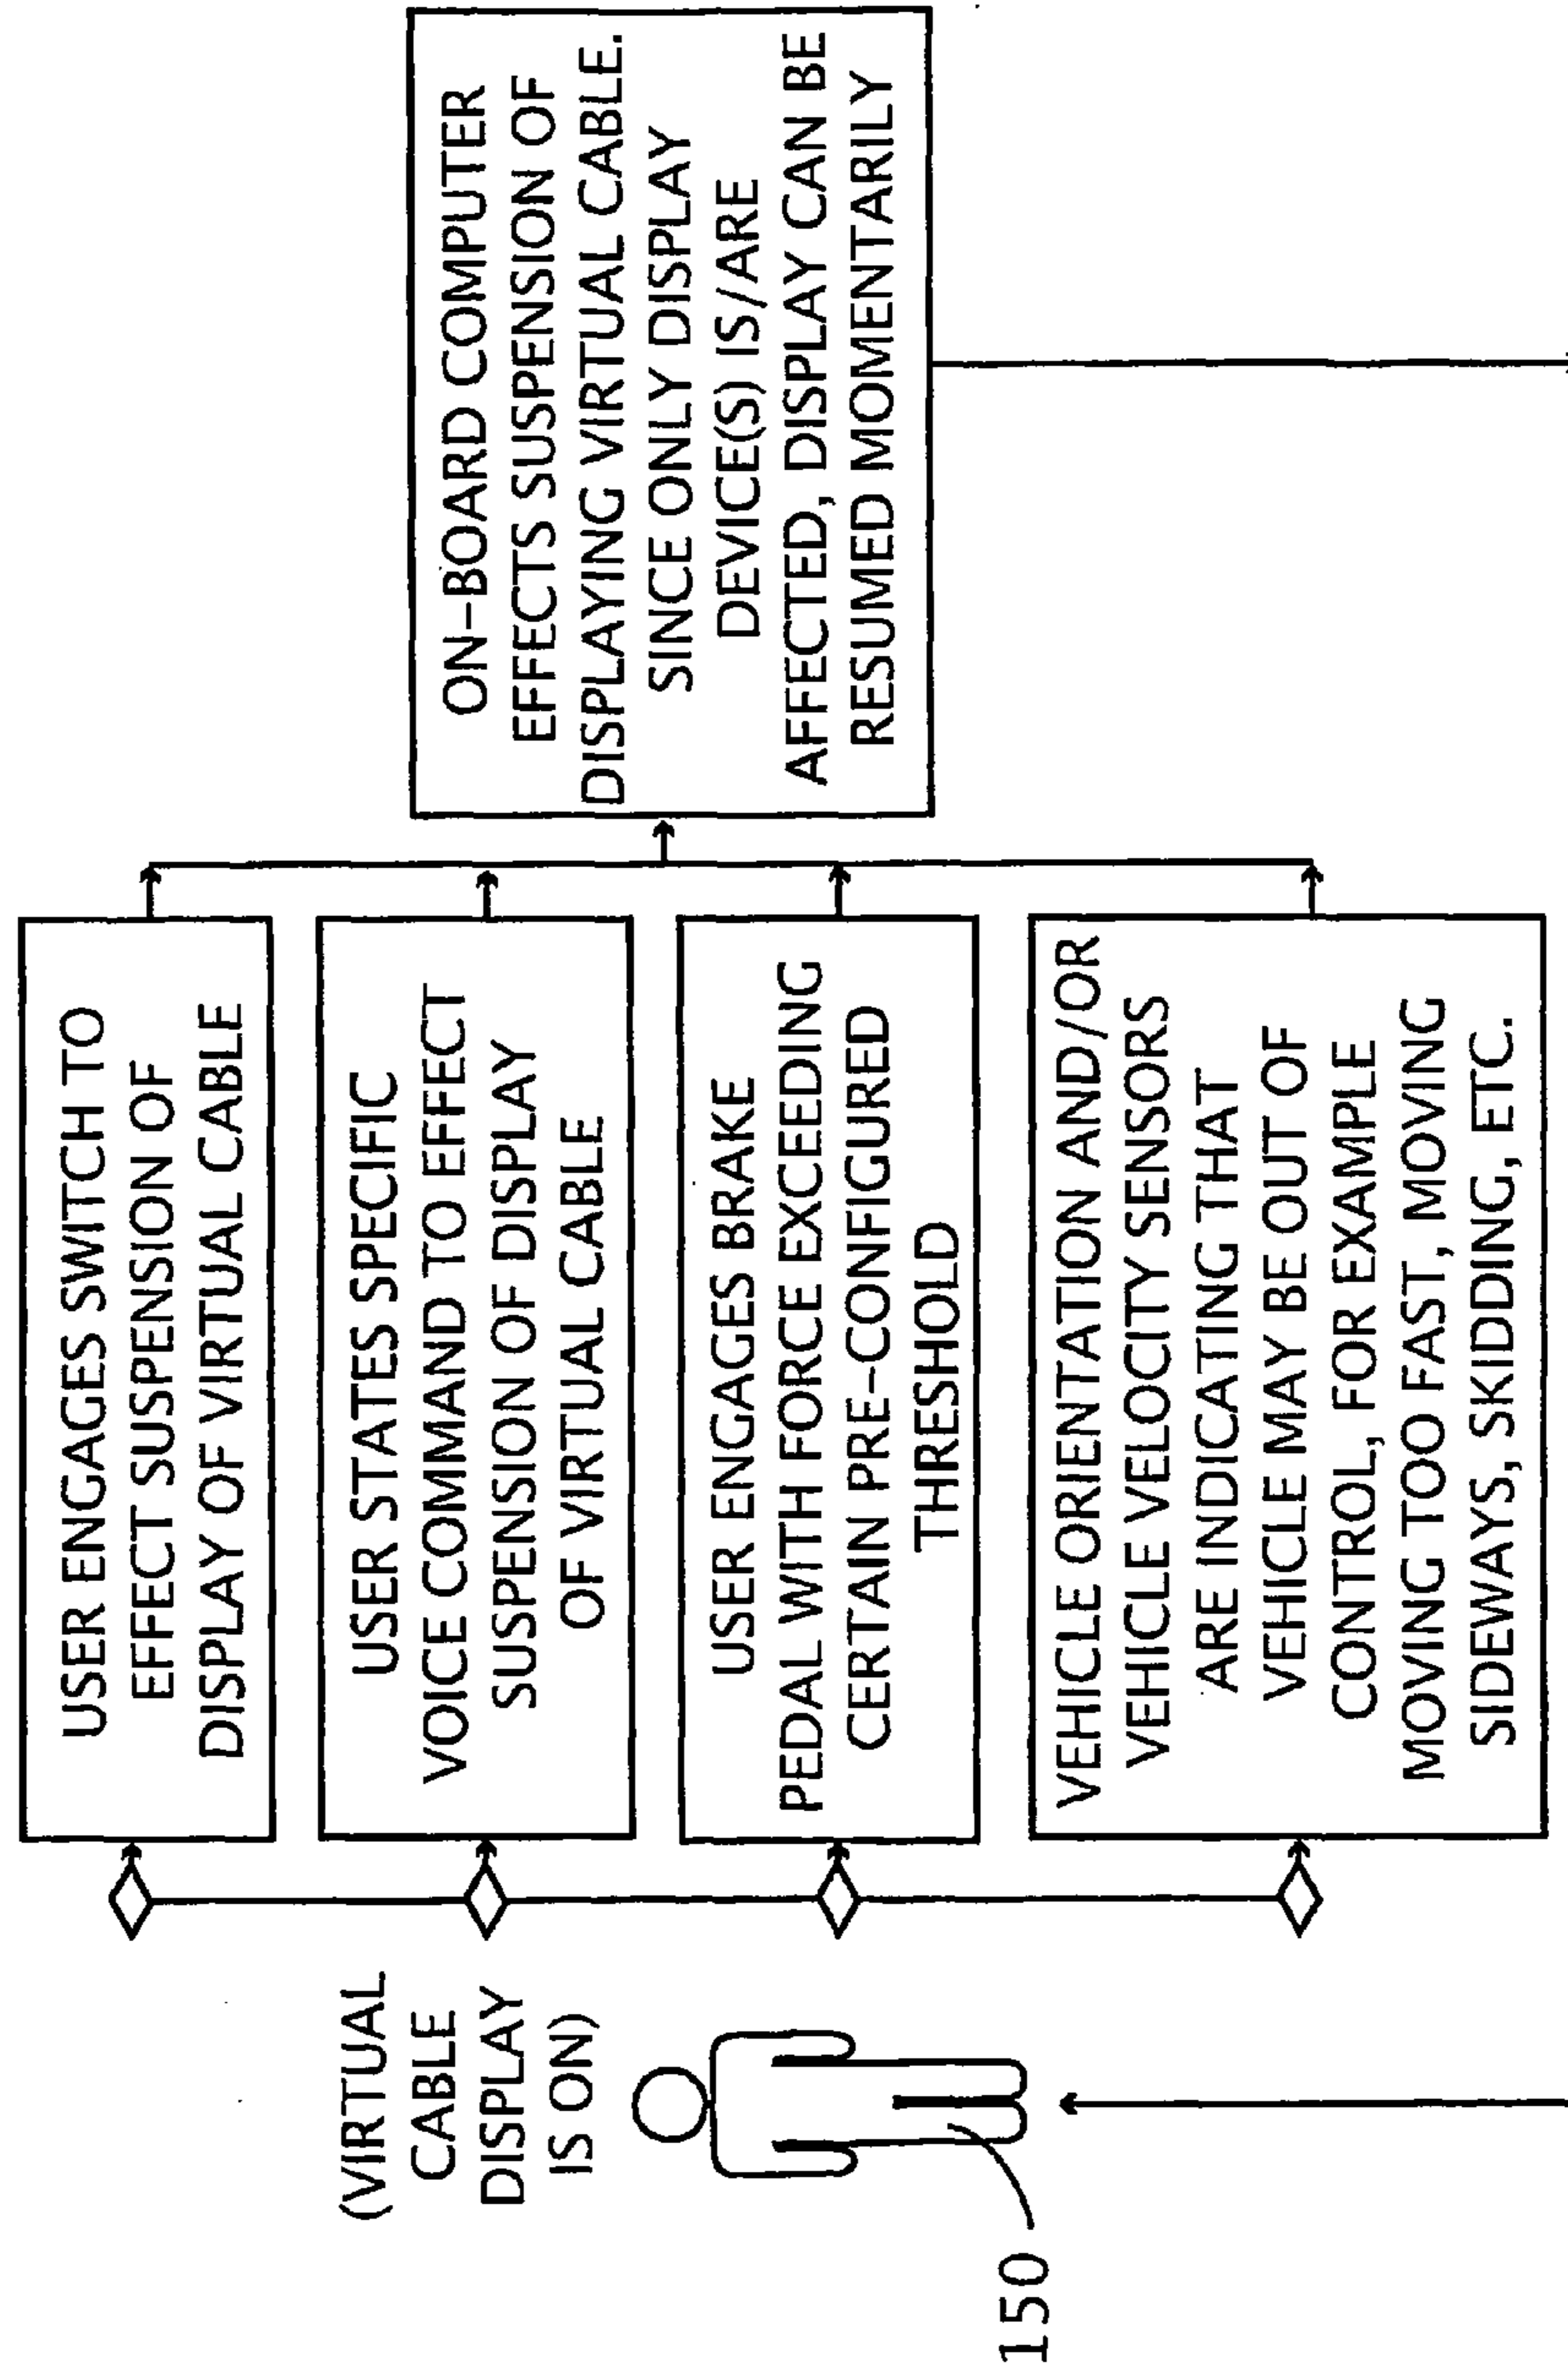 (VIRTUAL
CABLE
DISPLAY
IS ON)
150
USER ENGAGES SWITCH TO
EFFECT SUSPENSION OF
DISPLAY OF VIRTUAL CABLE
USER STATES SPECIFIC
VOICE COMMAND TO EFFECT
SUSPENSION OF DISPLAY
OF VIRTUAL CABLE
USER ENGAGES BRAKE
PEDAL WITH FORCE EXCEEDING
CERTAIN PRE-CONFIGURED
THRESHOLD
VEHICLE ORIENTATION AND/OR
VEHICLE VELOCITY SENSORS
ARE INDICATING THAT
VEHICLE MAY BE OUT OF
CONTROL, FOR EXAMPLE
MOVING TOO FAST, MOVING
SIDEWAYS, SKIDDING, ETC.
ON-BOARD COMPUTER
EFFECTS SUSPENSION OF
DISPLAYING VIRTUAL CABLE.
SINCE ONLY DISPLAY
DEVICE(S) IS/ARE
AFFECTED, DISPLAY CAN BE
RESUMED MOMENTARILY